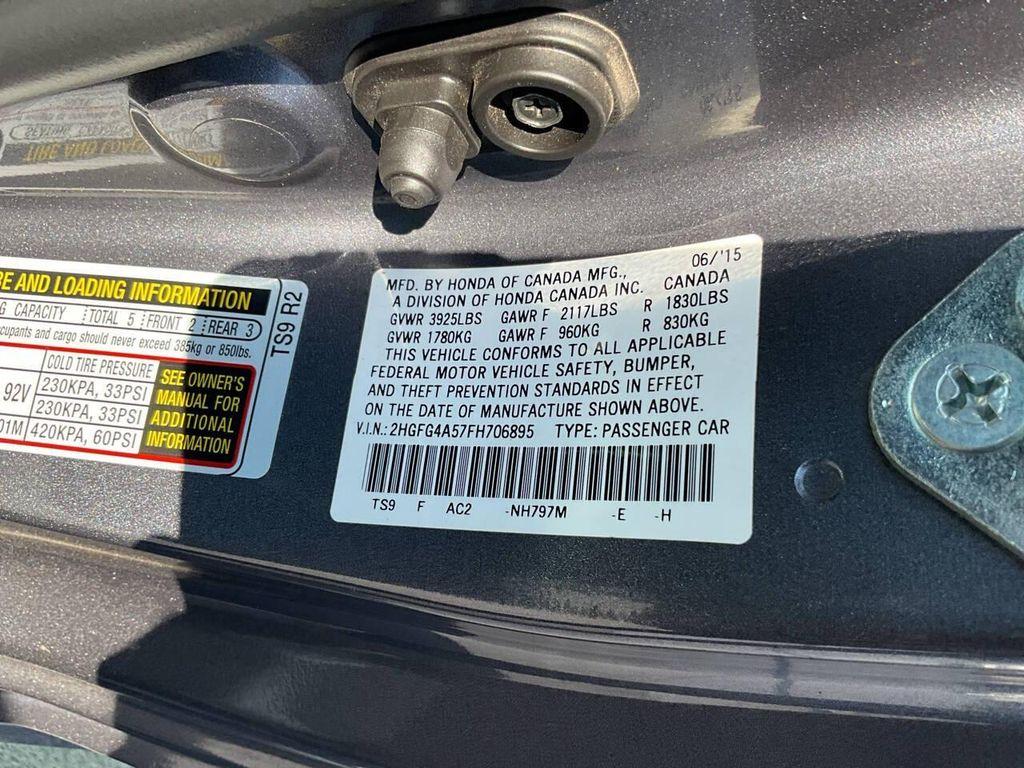 RE AND LOADING INFORMATION
G CAPACITY TOTAL 5 FRONT 2 REAR 3
ccupants and cargo should never exceed 385kg or 850lbs.
COLD TIRE PRESSURE
92V 230KPA, 33PSI
230KPA, 33PSI
01M 420KPA, 60PSI
SEE OWNER'S
MANUAL FOR
ADDITIONAL
INFORMATION
TS9 R2
06/'15
MFD. BY HONDA OF CANADA MFG., CANADA
A DIVISION OF HONDA CANADA INC.
GVWR 3925LBS GAWR F 2117LBS R 1830LBS
GVWR 1780KG GAWR F 960KG R 830KG
THIS VEHICLE CONFORMS TO ALL APPLICABLE
FEDERAL MOTOR VEHICLE SAFETY, BUMPER,
AND THEFT PREVENTION STANDARDS IN EFFECT
ON THE DATE OF MANUFACTURE SHOWN ABOVE.
V.I.N.: 2HGFG4A57FH706895 TYPE: PASSENGER CAR
TS9 F AC2 -NH797M -E -H